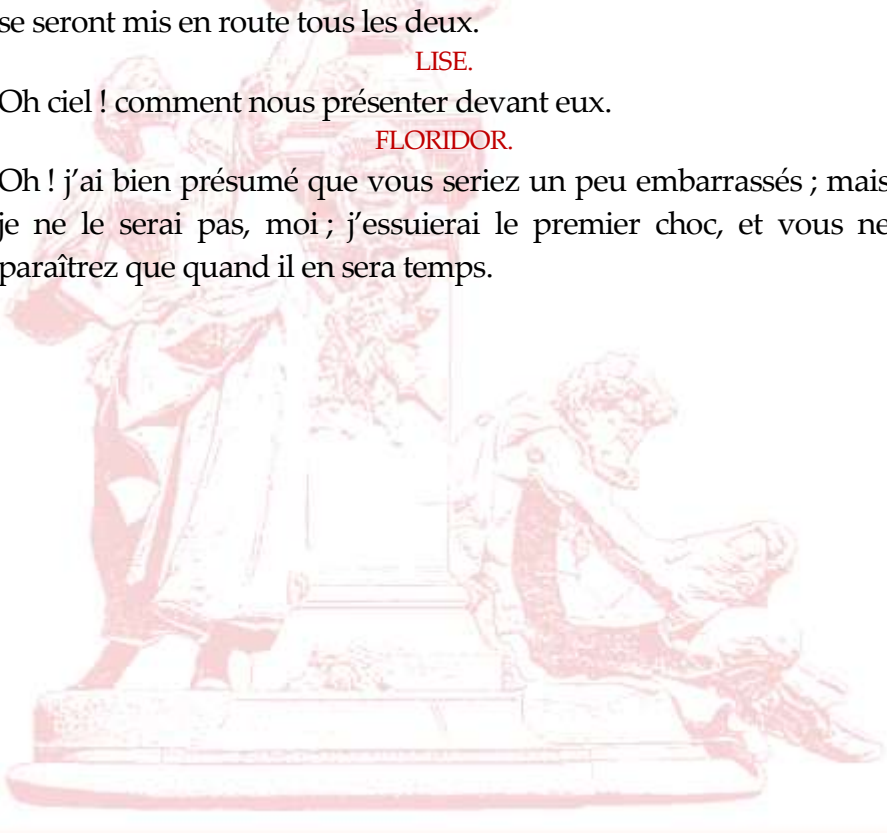 se seront mis en route tous les deux.
LISE.
Oh ciel ! comment nous présenter devant eux.
FLORIDOR.
Oh ! j’ai bien présumé que vous seriez un peu embarrassés ; mais
je ne le serai pas, moi ; j’essuierai le premier choc, et vous ne
paraîtrez que quand il en sera temps.